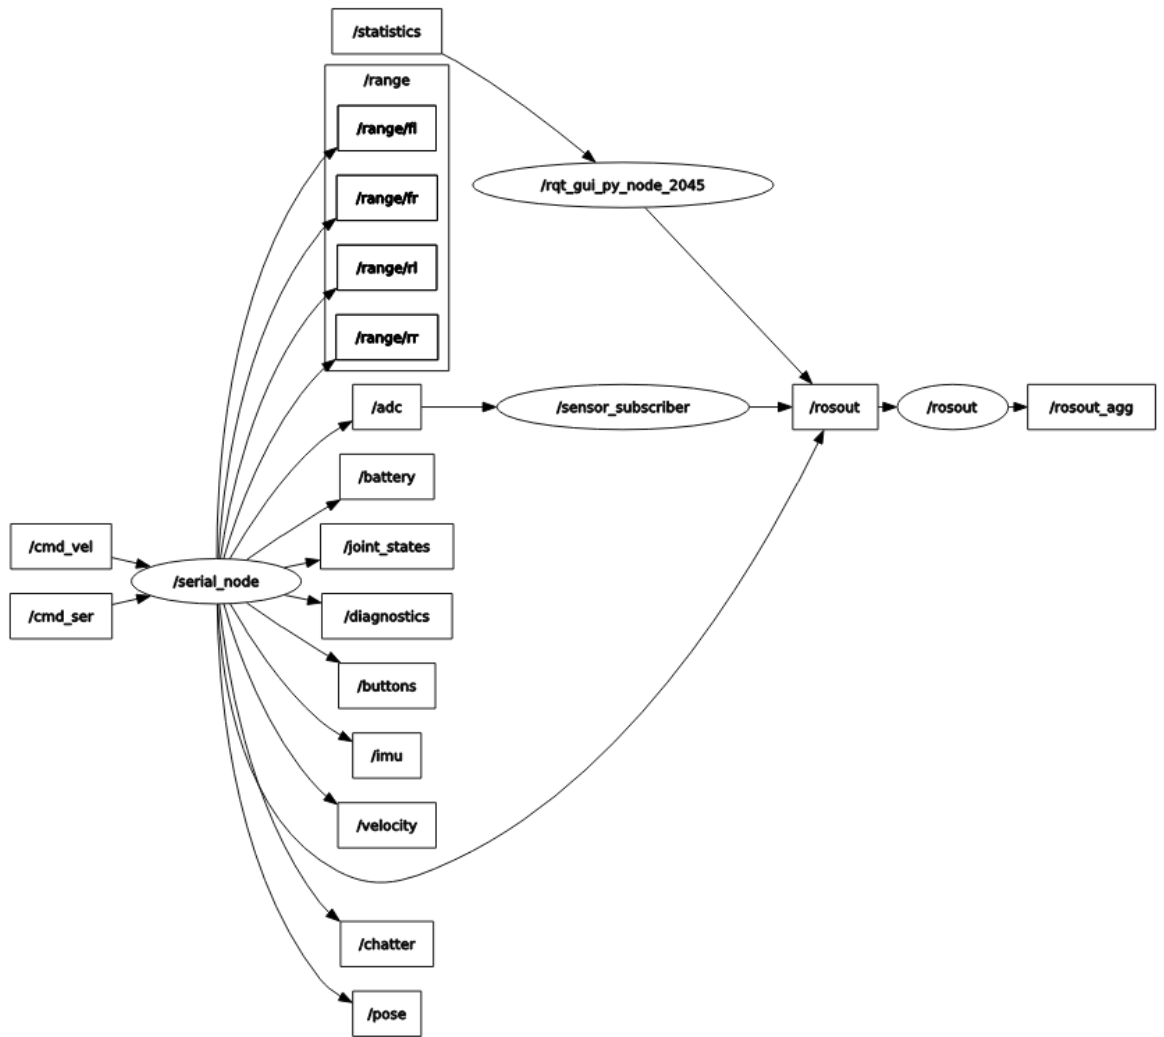 /statistics
/range
/range/fl
/range/fr
/range/rl
/range/rr
/rqt_gui_py_node_2045
/adc
/sensor_subscriber
/rosout
/rosout
/rosout_agg
/battery
/cmd_vel
/joint_states
/serial_node
/cmd_ser
/diagnostics
/buttons
/imu
/velocity
/chatter
/pose